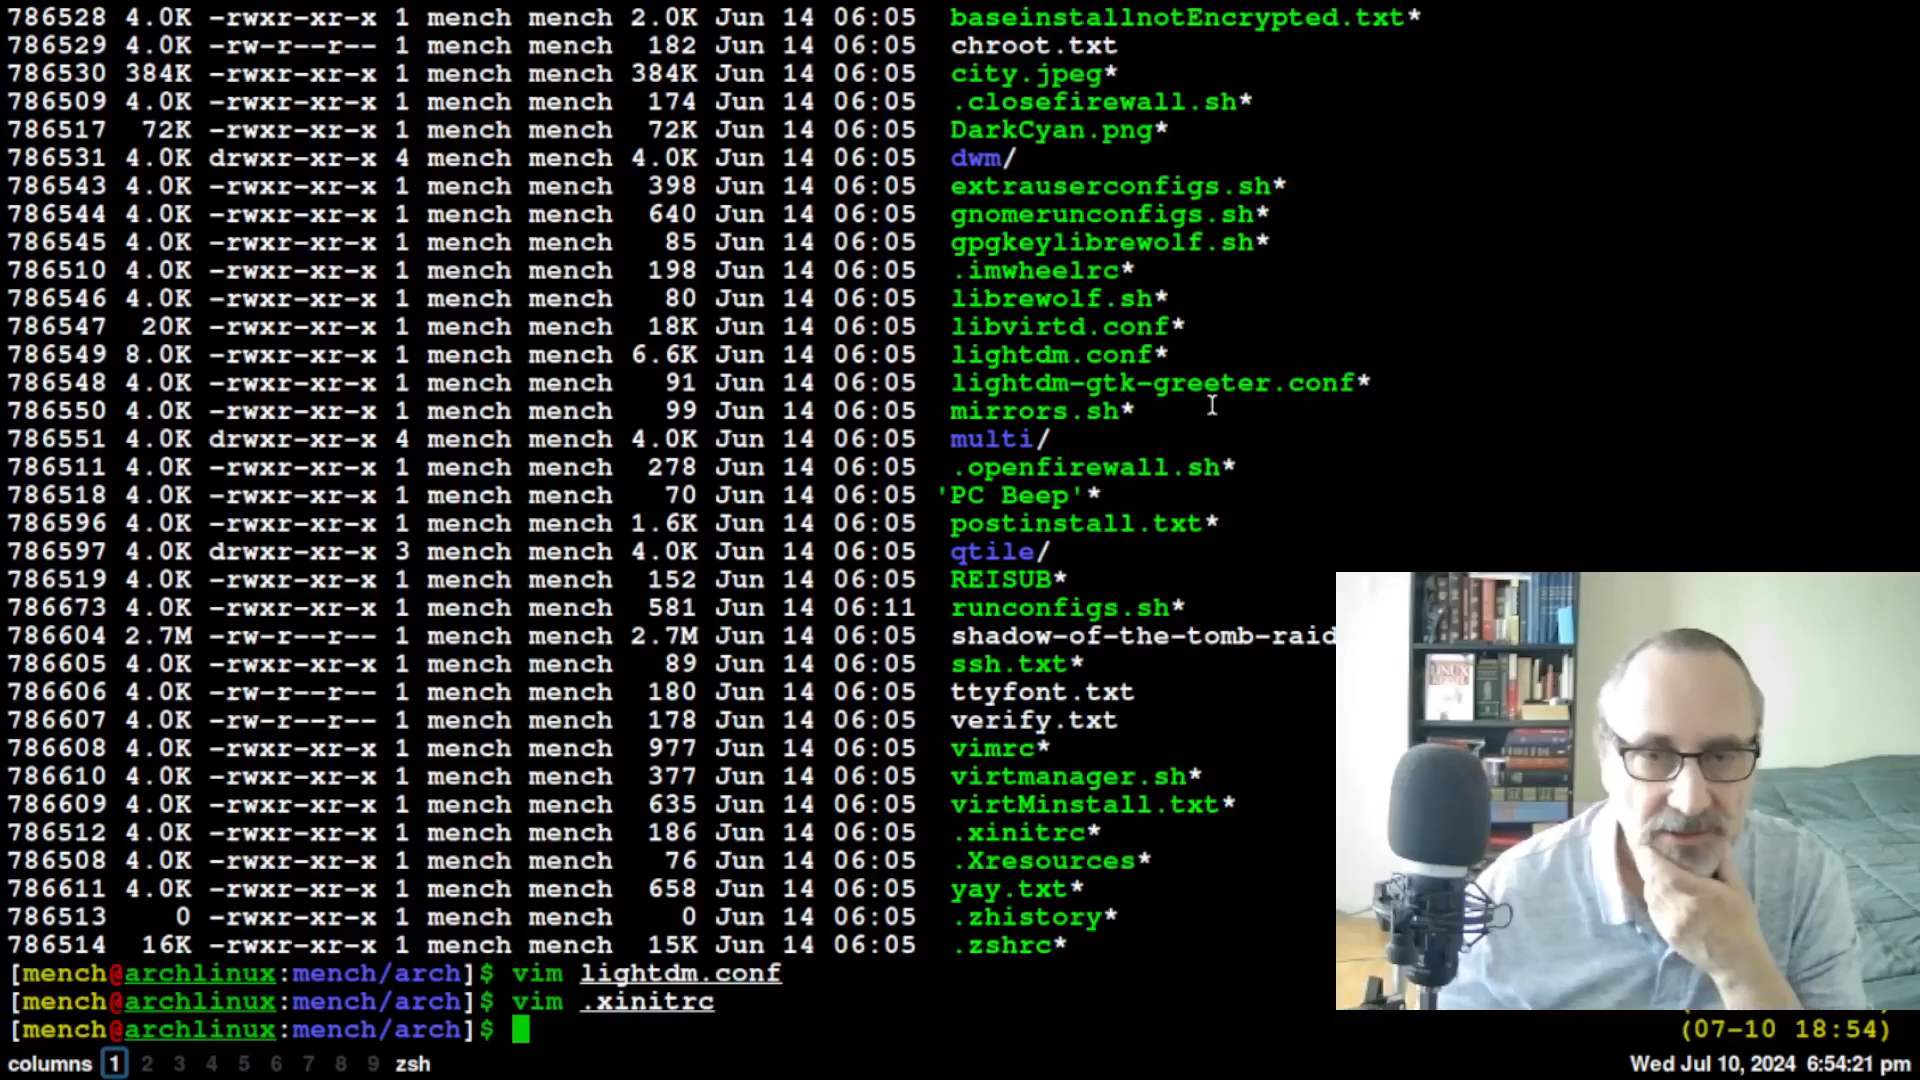 786528 4.0K -rwxr-xr-x 1 mench mench 2.0K Jun 14 06:05 baseinstallnotEncrypted.txt*
786529 4.0K -rw-r--r-- 1 mench mench 182 Jun 14 06:05 chroot.txt
786530 384K -rwxr-xr-x 1 mench mench 384K Jun 14 06:05 city.jpeg*
786509 4.0K -rwxr-xr-x 1 mench mench 174 Jun 14 06:05 .closefirewall.sh*
786517 72K -rwxr-xr-x 1 mench mench 72K Jun 14 06:05 DarkCyan.png*
786531 4.0K drwxr-xr-x 4 mench mench 4.0K Jun 14 06:05 dwm/
786543 4.0K -rwxr-xr-x 1 mench mench 398 Jun 14 06:05 extrauserconfigs.sh*
786544 4.0K -rwxr-xr-x 1 mench mench 640 Jun 14 06:05 gnomerunconfigs.sh*
786545 4.0K -rwxr-xr-x 1 mench mench 85 Jun 14 06:05 gpgkeylibrewolf.sh*
786510 4.0K -rwxr-xr-x 1 mench mench 198 Jun 14 06:05 .imwheelrc*
786546 4.0K -rwxr-xr-x 1 mench mench 80 Jun 14 06:05 librewolf.sh*
786547 20K -rwxr-xr-x 1 mench mench 18K Jun 14 06:05 libvirtd.conf*
786549 8.0K -rwxr-xr-x 1 mench mench 6.6K Jun 14 06:05 lightdm.conf*
786548 4.0K -rwxr-xr-x 1 mench mench 91 Jun 14 06:05 lightdm-gtk-greeter.conf*
786550 4.0K -rwxr-xr-x 1 mench mench 99 Jun 14 06:05 mirrors.sh*
786551 4.0K drwxr-xr-x 4 mench mench 4.0K Jun 14 06:05 multi/
786511 4.0K -rwxr-xr-x 1 mench mench 278 Jun 14 06:05 .openfirewall.sh*
786518 4.0K -rwxr-xr-x 1 mench mench 70 Jun 14 06:05 'PC Beep'*
786596 4.0K -rwxr-xr-x 1 mench mench 1.6K Jun 14 06:05 postinstall.txt*
786597 4.0K drwxr-xr-x 3 mench mench 4.0K Jun 14 06:05 qtile/
786519 4.0K -rwxr-xr-x 1 mench mench 152 Jun 14 06:05 REISUB*
786673 4.0K -rwxr-xr-x 1 mench mench 581 Jun 14 06:11 runconfigs.sh*
786604 2.7M -rw-r--r-- 1 mench mench 2.7M Jun 14 06:05 shadow-of-the-tomb-raid
786605 4.0K -rwxr-xr-x 1 mench mench 89 Jun 14 06:05 ssh.txt*
786606 4.0K -rw-r--r-- 1 mench mench 180 Jun 14 06:05 ttyfont.txt
786607 4.0K -rw-r--r-- 1 mench mench 178 Jun 14 06:05 verify.txt
786608 4.0K -rwxr-xr-x 1 mench mench 977 Jun 14 06:05 vimrc*
786610 4.0K -rwxr-xr-x 1 mench mench 377 Jun 14 06:05 virtmanager.sh*
786609 4.0K -rwxr-xr-x 1 mench mench 635 Jun 14 06:05 virtMinstall.txt*
786512 4.0K -rwxr-xr-x 1 mench mench 186 Jun 14 06:05 .xinitrc*
786508 4.0K -rwxr-xr-x 1 mench mench 76 Jun 14 06:05 .Xresources*
786611 4.0K -rwxr-xr-x 1 mench mench 658 Jun 14 06:05 yay.txt*
786513 0 -rwxr-xr-x 1 mench mench 0 Jun 14 06:05 .zhistory*
786514 16K -rwxr-xr-x 1 mench mench 15K Jun 14 06:05 .zshrc*
[mench@archlinux:mench/arch]$ vim lightdm.conf
[mench@archlinux:mench/arch]$ vim .xinitrc
[mench@archlinux:mench/arch]$ (07-10 18:54)
columns 1 2 3 4 5 6 7 8 9 zsh Wed Jul 10, 2024 6:54:21 pm
LINUX